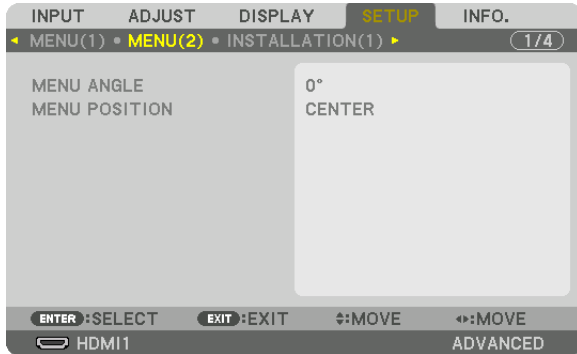 INPUT ADJUST DISPLAY SETUP INFO.
◄ MENU(1) • MENU(2) • INSTALLATION(1) ► 1/4
MENU ANGLE 0°
MENU POSITION CENTER
ENTER :SELECT EXIT :EXIT :MOVE :MOVE
HDMI1 ADVANCED